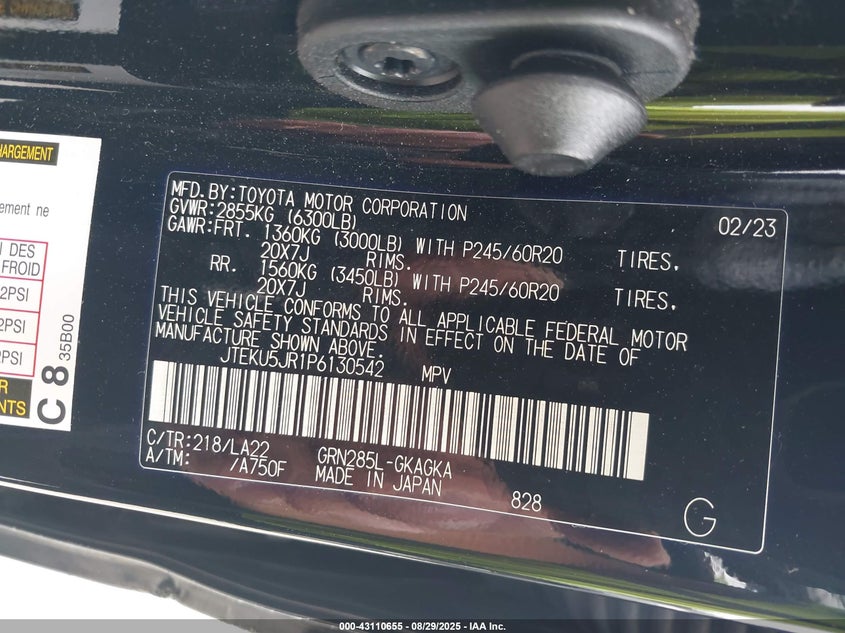 HARGEMENT
ement ne
I DES
FROID
2PSI
2PSI
2PSI
R
NTS
C 8 35B00
MFD.BY:TOYOTA MOTOR CORPORATION 02/23
GVWR:2855KG (6300LB)
GAWR:FRT. 1360KG (3000LB) WITH P245/60R20 TIRES,
20X7J RIMS.
RR. 1560KG (3450LB) WITH P245/60R20 TIRES,
20X7J RIMS.
THIS VEHICLE CONFORMS TO ALL APPLICABLE FEDERAL MOTOR
VEHICLE SAFETY STANDARDS IN EFFECT ON THE DATE OF
MANUFACTURE SHOWN ABOVE.
JTEKU5JR1P6130542 MPV
C/TR:218/LA22 GRN285L-GKAGKA
A/TM: /A750F MADE IN JAPAN
828
G
000-43110655 - 08/29/2025 - IAA Inc.